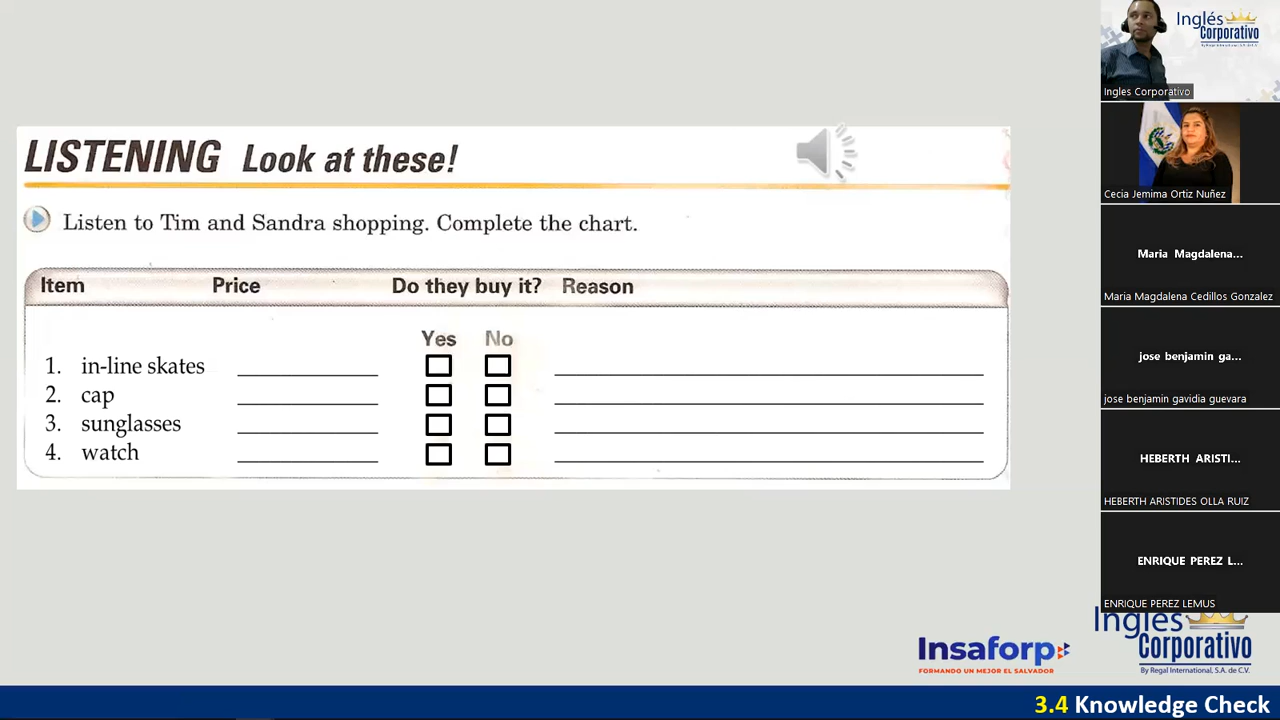 LISTENING Look at these!
Listen to Tim and Sandra shopping. Complete the chart.
Item Price Do they buy it? Reason
Yes No
1. in-line skates
2. cap
3. sunglasses
4. watch
Inglés
Corporativo
Ingles Corporativo
Cecia Jemima Ortiz Nuñez
Maria Magdalena...
Maria Magdalena Cedillos Gonzalez
jose benjamin ga...
jose benjamin gavidia guevara
HEBERTH ARISTI...
HEBERTH ARISTIDES OLLA RUIZ
ENRIQUE PEREZ L...
ENRIQUE PEREZ LEMUS
Insaforp
FORMANDO UN MEJOR EL SALVADOR
Inglés
Corporativo
By Regal International, S.A. de C.V.
3.4 Knowledge Check